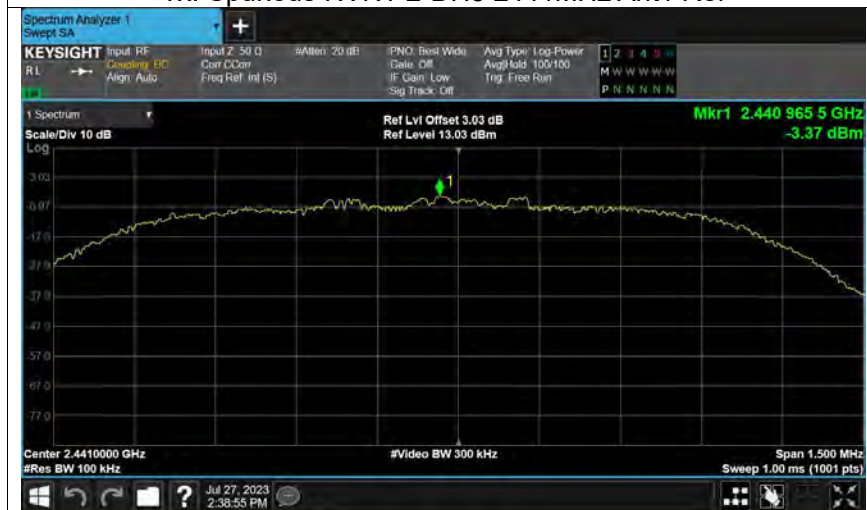 Spectrum Analyzer 1
Swept SA
+
KEYSIGHT Input: RF Input Z: 50 Ω #Atten: 20 dB PNO: Best Wide Avg Type: Log-Power 1 2 3 4 5 6
RL Coupling: DC Corr CCorr Gate: Off Avg|Hold: 100/100 M W W W W W
Align: Auto Freq Ref: Int (S) IF Gain: Low Trig: Free Run
Sig Track: Off P N N N N N
1 Spectrum Ref Lvl Offset 3.03 dB Mkr1 2.440 965 5 GHz
Scale/Div 10 dB Ref Level 13.03 dBm -3.37 dBm
Log
3.03
1
-6.97
-17.0
-27.0
-37.0
-47.0
-57.0
-67.0
-77.0
Center 2.4410000 GHz #Video BW 300 kHz Span 1.500 MHz
#Res BW 100 kHz Sweep 1.00 ms (1001 pts)
? Jul 27, 2023
2:38:55 PM